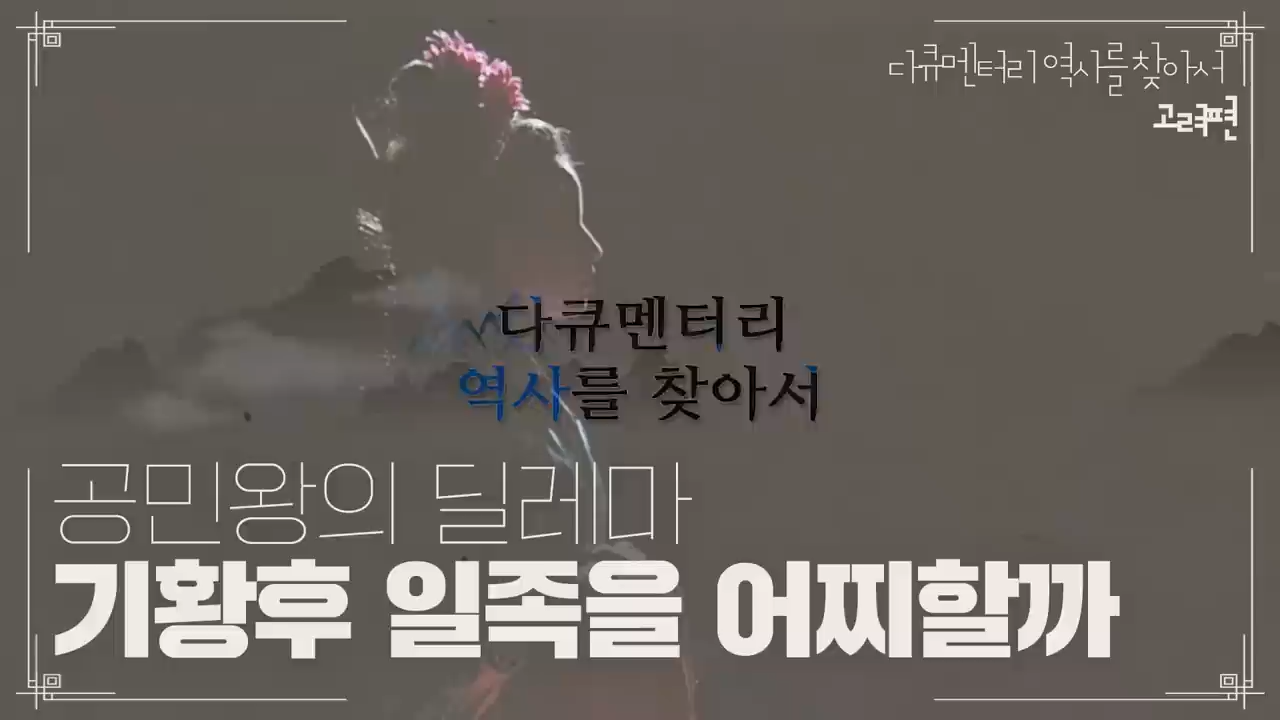 다큐멘터리 역사를 찾아서
고려편
다큐멘터리
역사를 찾아서
공민왕의 딜레마
기황후 일족을 어찌할까